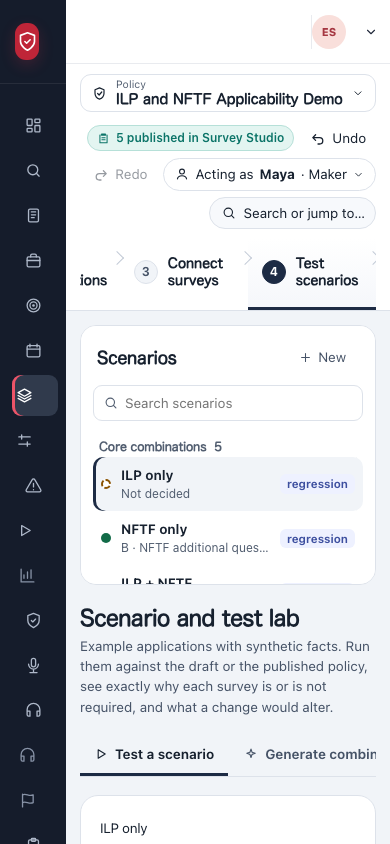 ES
Policy
ILP and NFTF Applicability Demo
5 published in Survey Studio
Undo
Redo
Acting as Maya · Maker
Search or jump to...
tions
3
Connect
surveys
4
Test
scenarios
Scenarios
New
Search scenarios
Core combinations 5
ILP only
Not decided
regression
NFTF only
B · NFTF additional ques...
regression
ILP + NFTF
Scenario and test lab
Example applications with synthetic facts. Run
them against the draft or the published policy,
see exactly why each survey is or is not
required, and what a change would alter.
Test a scenario
Generate combin
ILP only